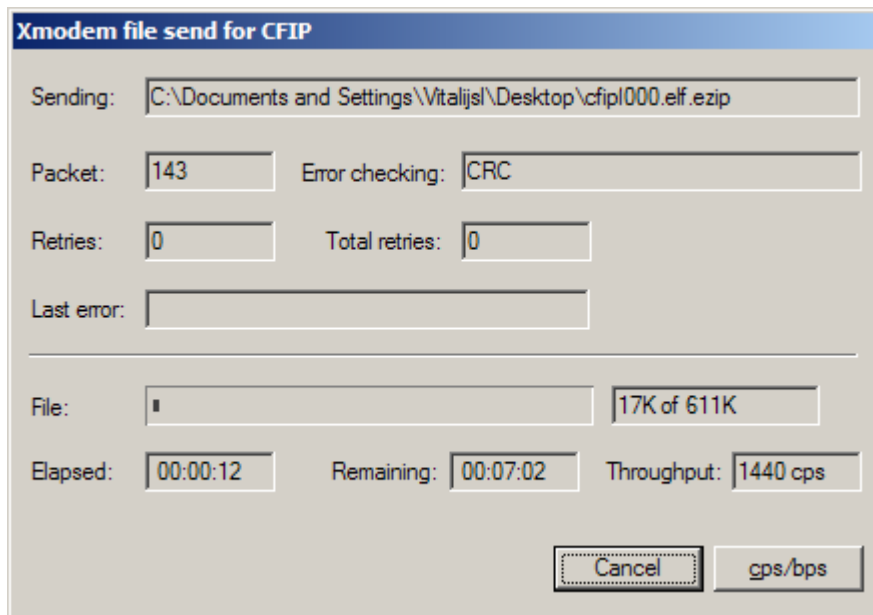 Xmodem file send for CFIP
Sending: C:\Documents and Settings\Vitalijsl\Desktop\cfipl000.elf.ezip
Packet: 143 Error checking: CRC
Retries: 0 Total retries: 0
Last error:
File: 17K of 611K
Elapsed: 00:00:12 Remaining: 00:07:02 Throughput: 1440 cps
Cancel cps/bps